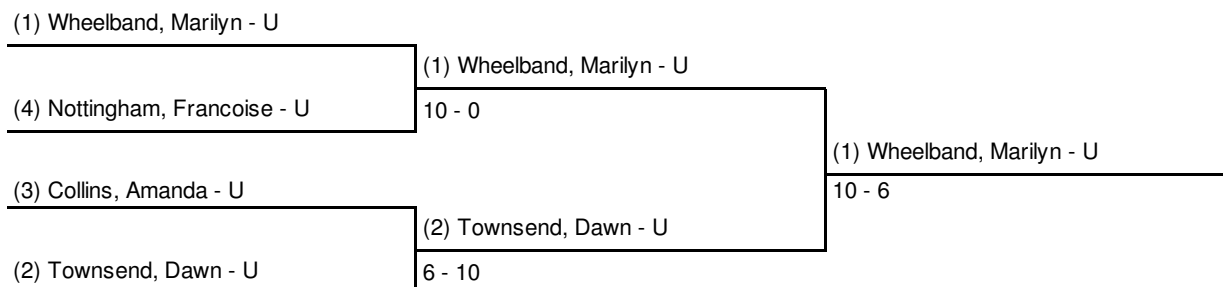 (1) Wheelband, Marilyn - U
(1) Wheelband, Marilyn - U
(4) Nottingham, Francoise - U
10 - 0
(1) Wheelband, Marilyn - U
(3) Collins, Amanda - U
10 - 6
(2) Townsend, Dawn - U
(2) Townsend, Dawn - U
6 - 10